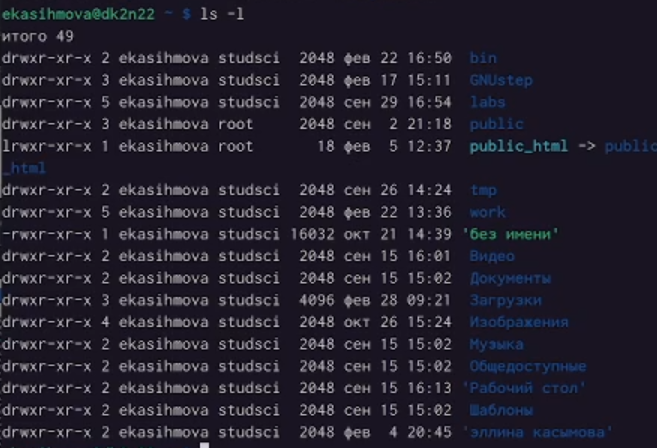 ekasihmova@dk2n22 ~ $ ls -l
итого 49
drwxr-xr-x 2 ekasihmova studsci  2048 фев 22 16:50  bin
drwxr-xr-x 3 ekasihmova studsci  2048 фев 17 15:11  GNUstep
drwxr-xr-x 5 ekasihmova studsci  2048 сен 29 16:54  labs
drwxr-xr-x 3 ekasihmova root     2048 сен  2 21:18  public
lrwxr-xr-x 1 ekasihmova root       18 фев  5 12:37  public_html -> public
_html
drwxr-xr-x 2 ekasihmova studsci  2048 сен 26 14:24  tmp
drwxr-xr-x 5 ekasihmova studsci  2048 фев 22 13:36  work
-rwxr-xr-x 1 ekasihmova studsci 16032 окт 21 14:39 'без имени'
drwxr-xr-x 2 ekasihmova studsci  2048 сен 15 16:01  Видео
drwxr-xr-x 2 ekasihmova studsci  2048 сен 15 15:02  Документы
drwxr-xr-x 3 ekasihmova studsci  4096 фев 28 09:21  Загрузки
drwxr-xr-x 4 ekasihmova studsci  2048 окт 26 15:24  Изображения
drwxr-xr-x 2 ekasihmova studsci  2048 сен 15 15:02  Музыка
drwxr-xr-x 2 ekasihmova studsci  2048 сен 15 15:02  Общедоступные
drwxr-xr-x 2 ekasihmova studsci  2048 сен 15 16:13 'Рабочий стол'
drwxr-xr-x 2 ekasihmova studsci  2048 сен 15 15:02  Шаблоны
drwxr-xr-x 2 ekasihmova studsci  2048 фев  4 20:45 'эллина касымова'